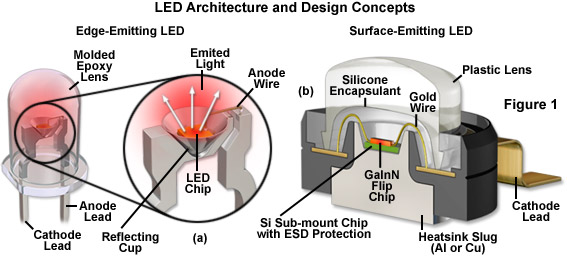 LED Architecture and Design Concepts
Edge-Emitting LED
Molded
Epoxy
Lens
Emited
Light
Anode
Wire
LED
Chip
Anode
Lead
Cathode
Lead
Reflecting
Cup
(a)
Surface-Emitting LED
(b)
Silicone
Encapsulant
Plastic Lens
Gold
Wire
Figure 1
GaInN
Flip
Chip
Si Sub-mount Chip
with ESD Protection
Heatsink Slug
(Al or Cu)
Cathode
Lead